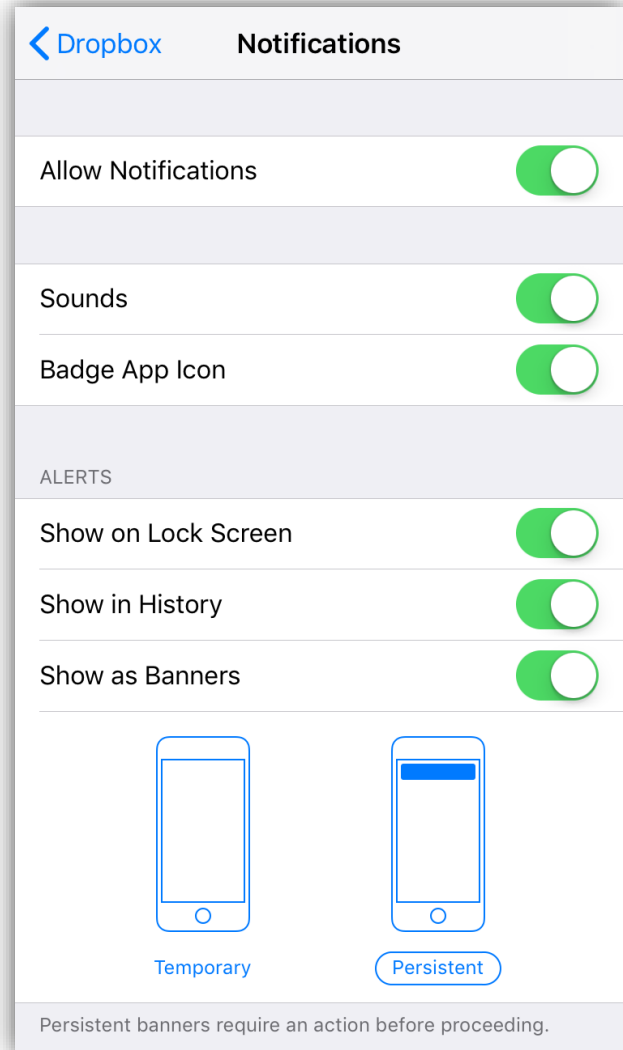 Dropbox Notifications
Allow Notifications
Sounds
Badge App Icon
ALERTS
Show on Lock Screen
Show in History
Show as Banners
Temporary Persistent
Persistent banners require an action before proceeding.